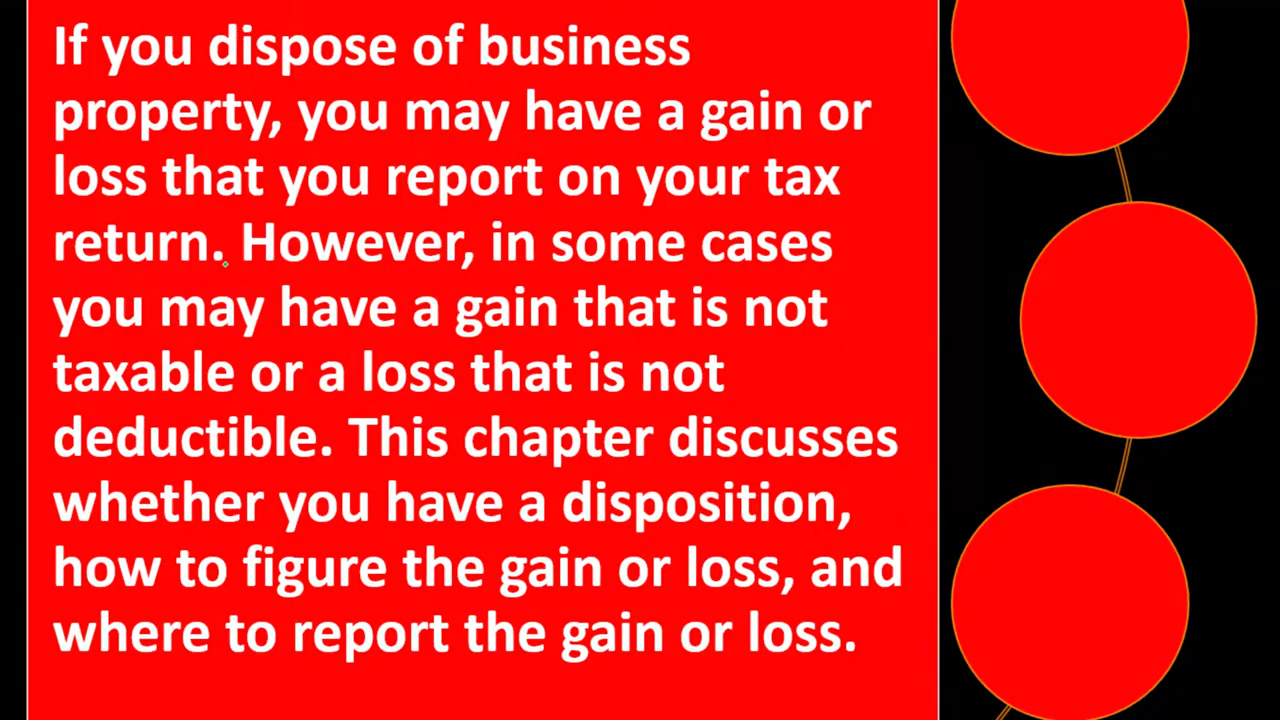 If you dispose of business
property, you may have a gain or
loss that you report on your tax
return. However, in some cases
you may have a gain that is not
taxable or a loss that is not
deductible. This chapter discusses
whether you have a disposition,
how to figure the gain or loss, and
where to report the gain or loss.